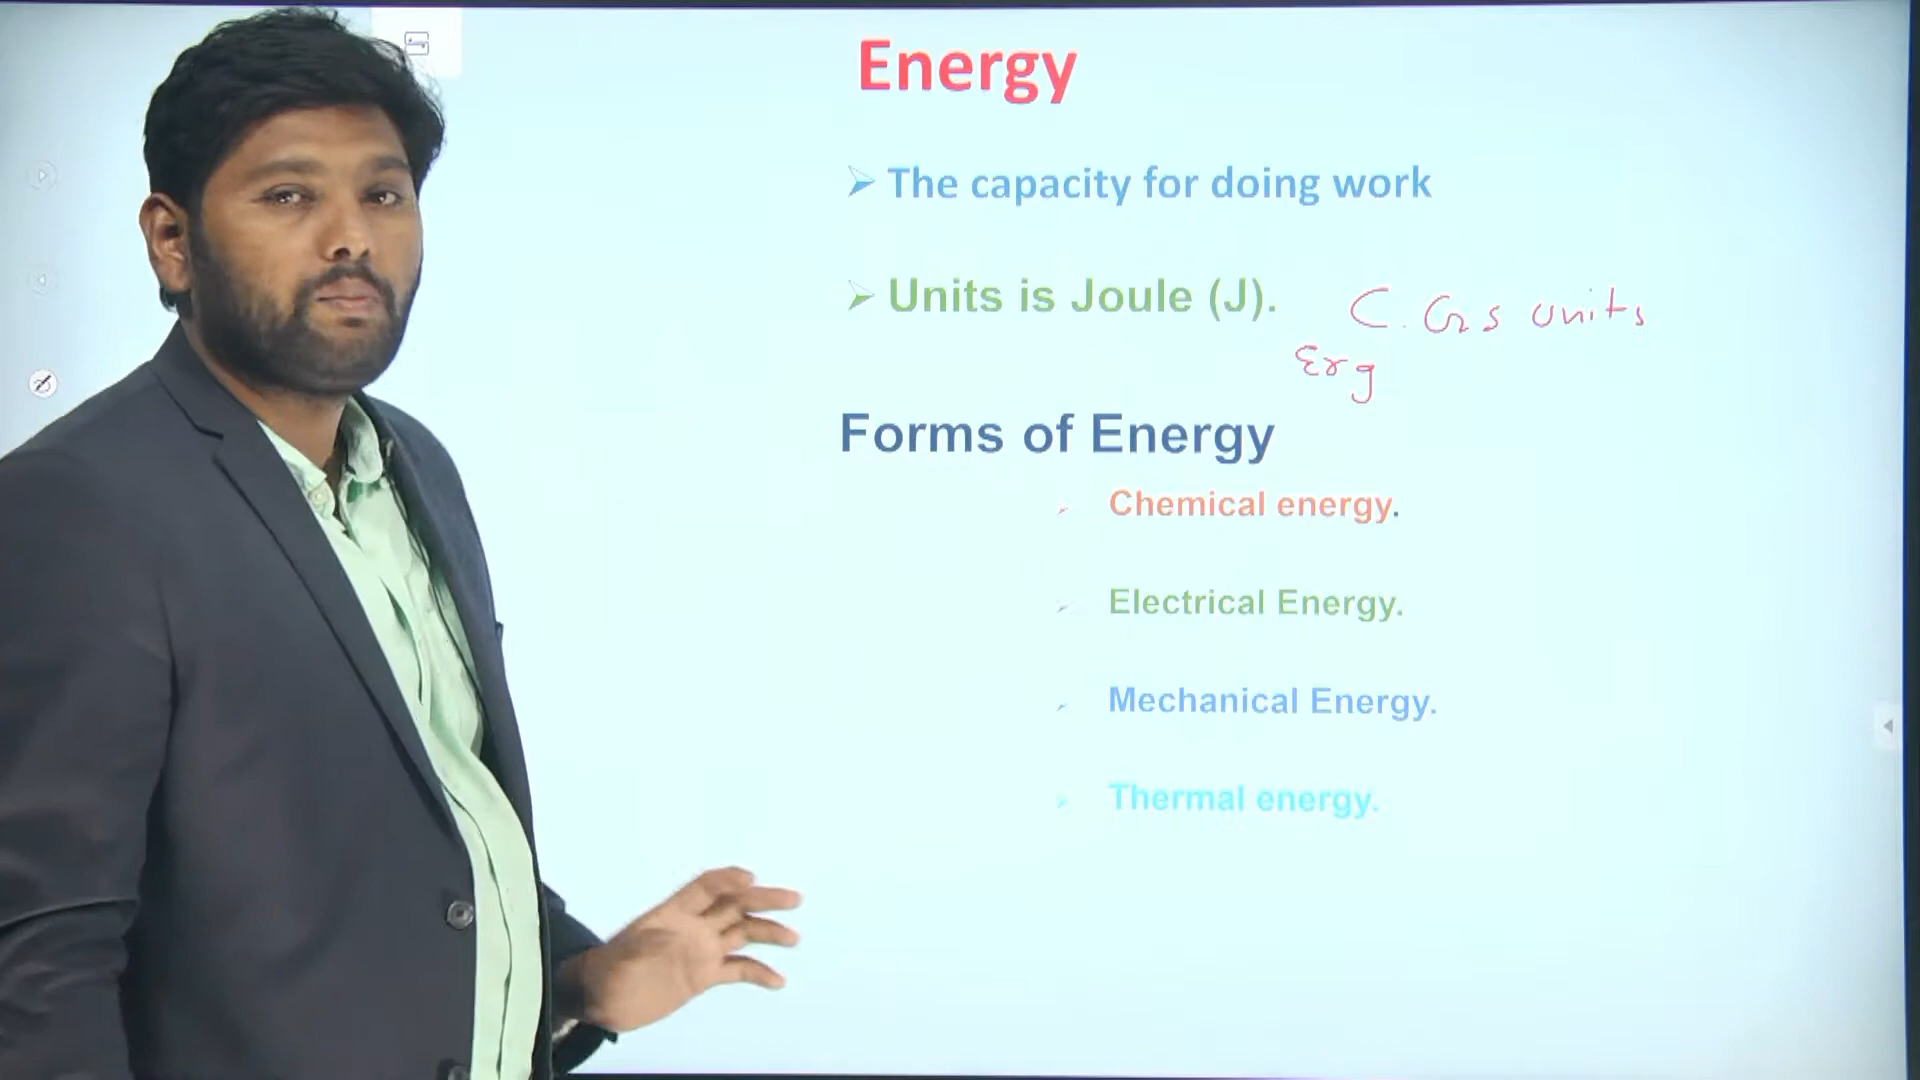 Energy
The capacity for doing work
Units is Joule (J). C. Gs units
Erg
Forms of Energy
Chemical energy.
Electrical Energy.
Mechanical Energy.
Thermal energy.